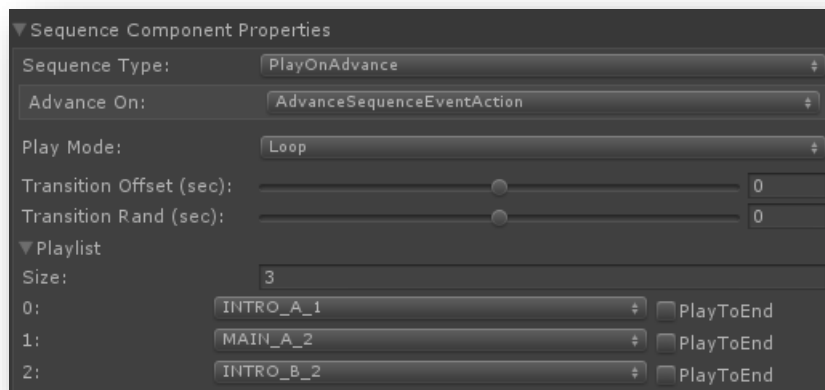 Sequence Component Properties
Sequence Type: PlayOnAdvance
Advance On: AdvanceSequenceEventAction
Play Mode: Loop
Transition Offset (sec): 0
Transition Rand (sec): 0
Playlist
Size: 3
0: INTRO_A_1 PlayToEnd
1: MAIN_A_2 PlayToEnd
2: INTRO_B_2 PlayToEnd